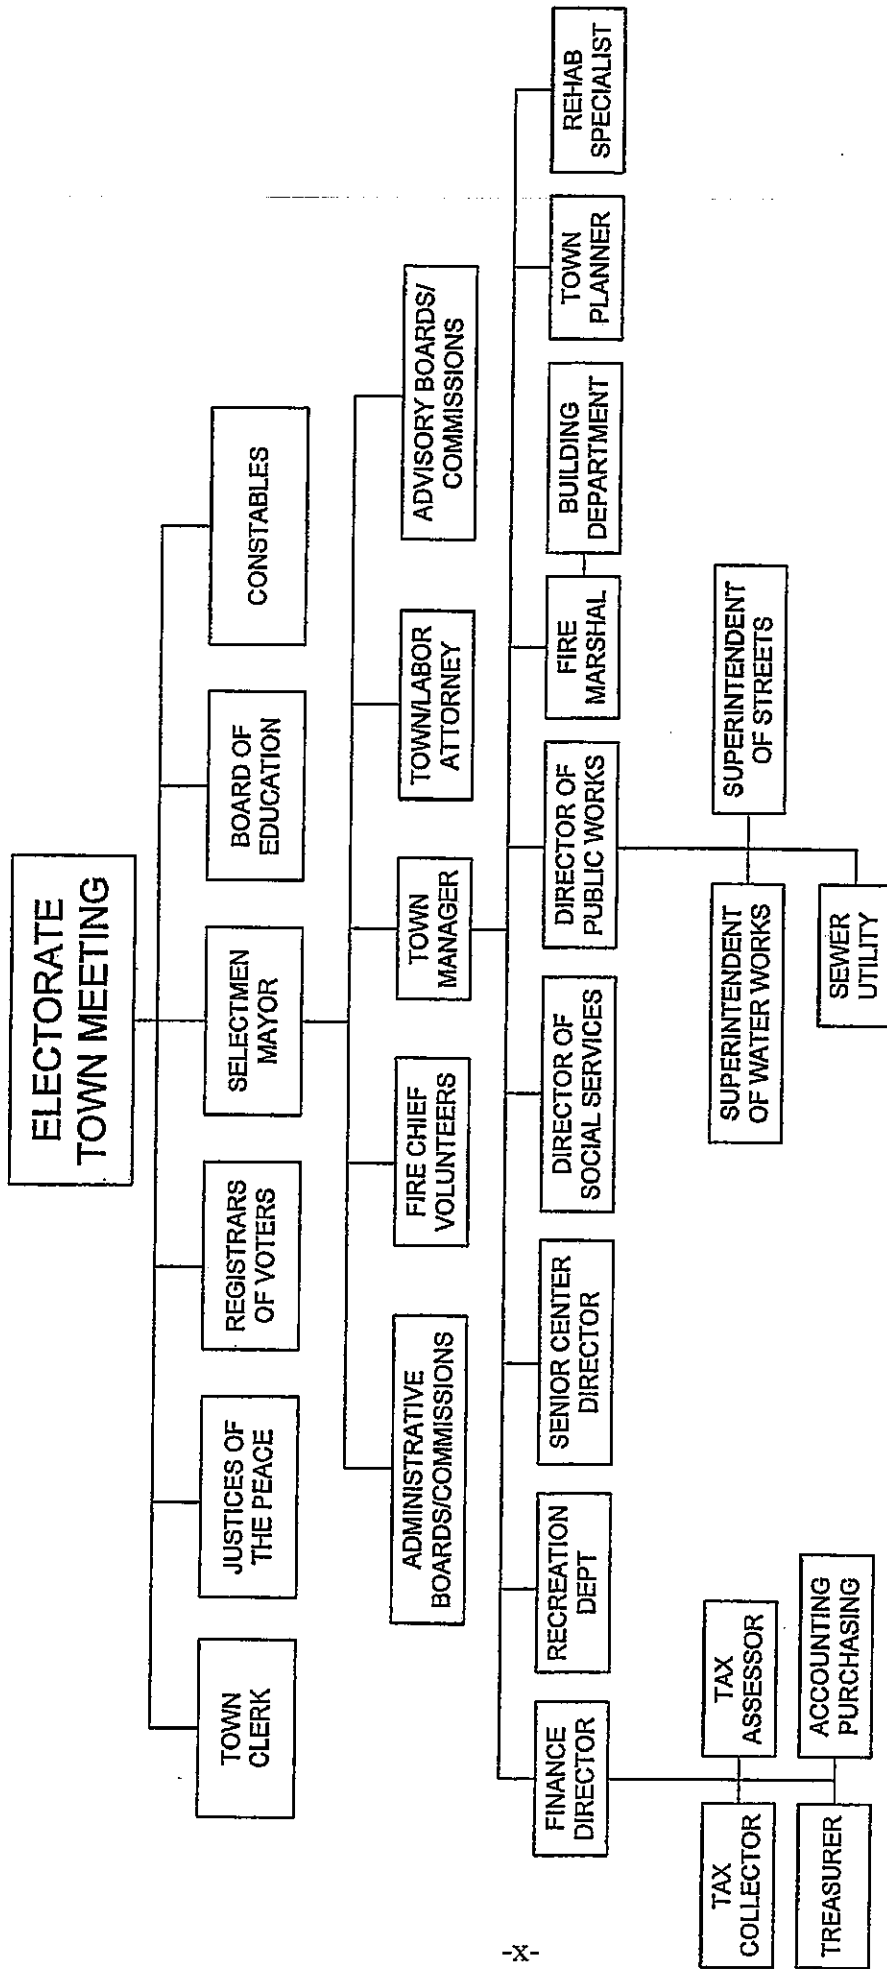 ELECTORATE
TOWN MEETING
TOWN
CLERK
JUSTICES OF
THE PEACE
REGISTRARS
OF VOTERS
SELECTMEN
MAYOR
BOARD OF
EDUCATION
CONSTABLES
ADMINISTRATIVE
BOARDS/COMMISSIONS
FIRE CHIEF
VOLUNTEERS
TOWN
MANAGER
TOWN/LABOR
ATTORNEY
ADVISORY BOARDS/
COMMISSIONS
FINANCE
DIRECTOR
RECREATION
DEPT
SENIOR CENTER
DIRECTOR
DIRECTOR OF
SOCIAL SERVICES
DIRECTOR OF
PUBLIC WORKS
FIRE
MARSHAL
BUILDING
DEPARTMENT
TOWN
PLANNER
REHAB
SPECIALIST
TAX
COLLECTOR
TAX
ASSESSOR
TREASURER
ACCOUNTING
PURCHASING
SUPERINTENDENT
OF WATER WORKS
SUPERINTENDENT
OF STREETS
SEWER
UTILITY
-x-